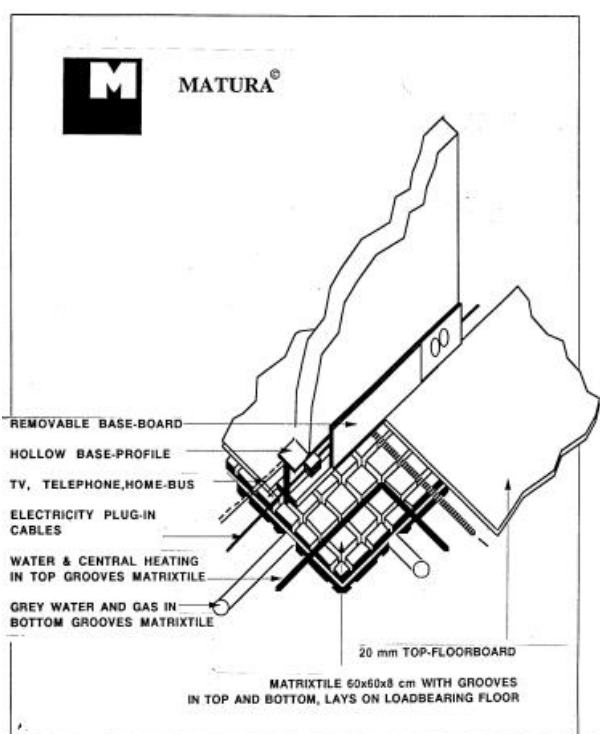 M
MATURA©
REMOVABLE BASE-BOARD
HOLLOW BASE-PROFILE
TV, TELEPHONE,HOME-BUS
ELECTRICITY PLUG-IN
CABLES
WATER & CENTRAL HEATING
IN TOP GROOVES MATRIXTILE
GREY WATER AND GAS IN
BOTTOM GROOVES MATRIXTILE
20 mm TOP-FLOORBOARD
MATRIXTILE 60x60x8 cm WITH GROOVES
IN TOP AND BOTTOM, LAYS ON LOADBEARING FLOOR